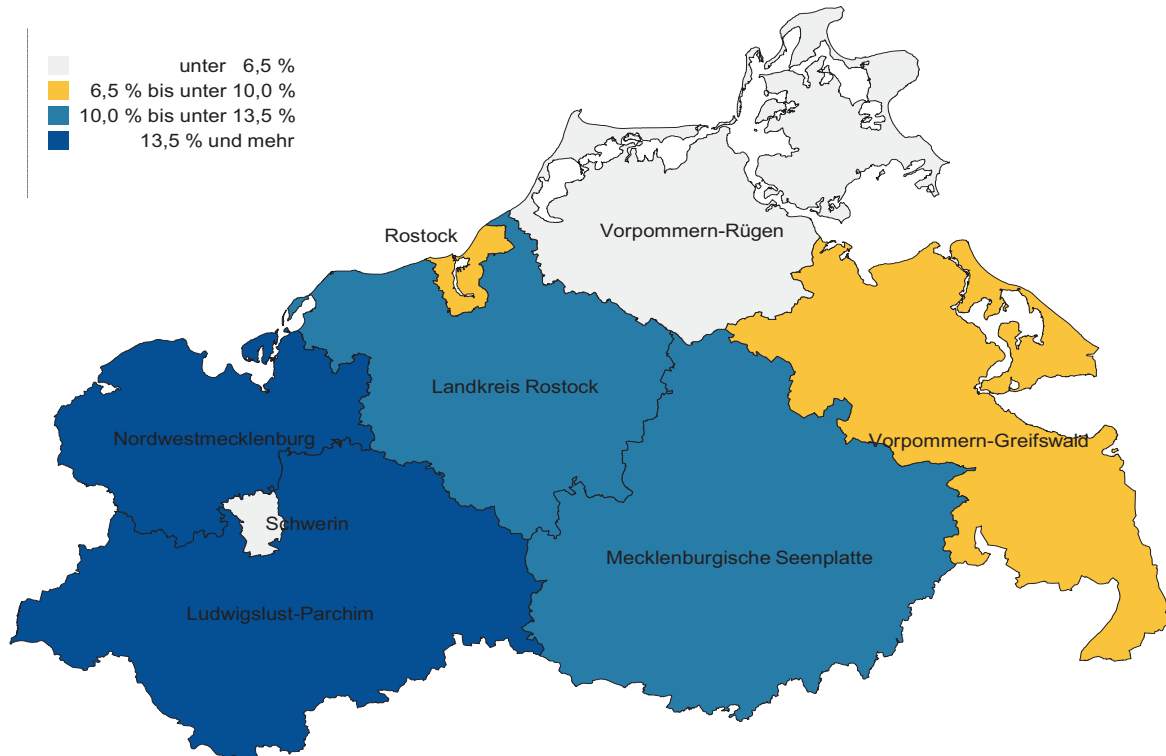 unter 6,5 %
6,5 % bis unter 10,0 %
10,0 % bis unter 13,5 %
13,5 % und mehr
Rostock
Vorpommern-Rügen
Landkreis Rostock
Nordwestmecklenburg
Vorpommern-Greifswald
Schwerin
Mecklenburgische Seenplatte
Ludwigslust-Parchim